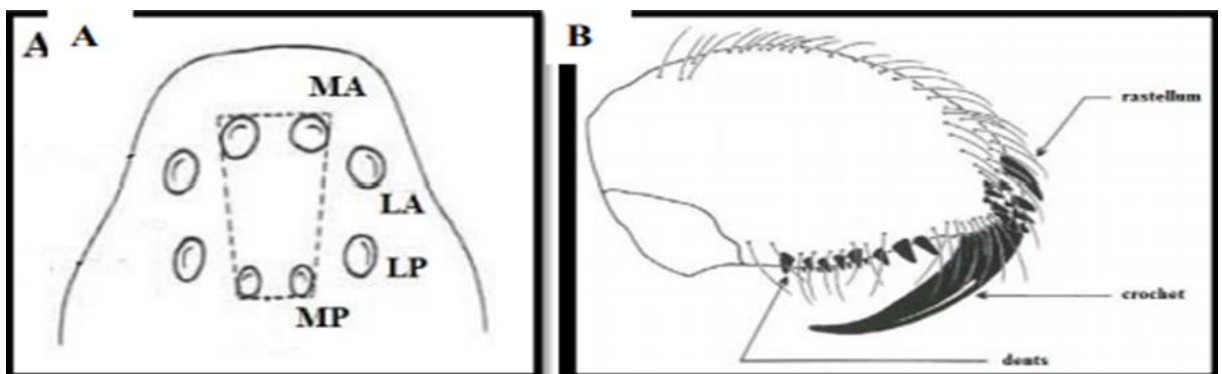 A A
MA
LA
LP
MP
B
rastellum
crochet
dents